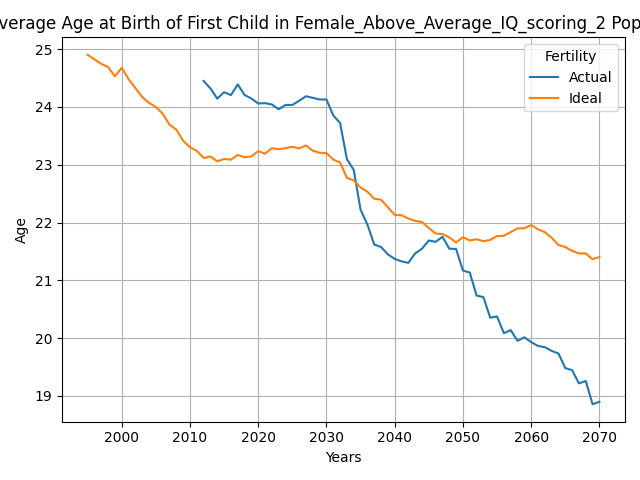 verage Age at Birth of First Child in Female_Above_Average_IQ_scoring_2 Pop
25
24
23
22
21
20
19
Age
Fertility
Actual
Ideal
2000 2010 2020 2030 2040 2050 2060 2070
Years